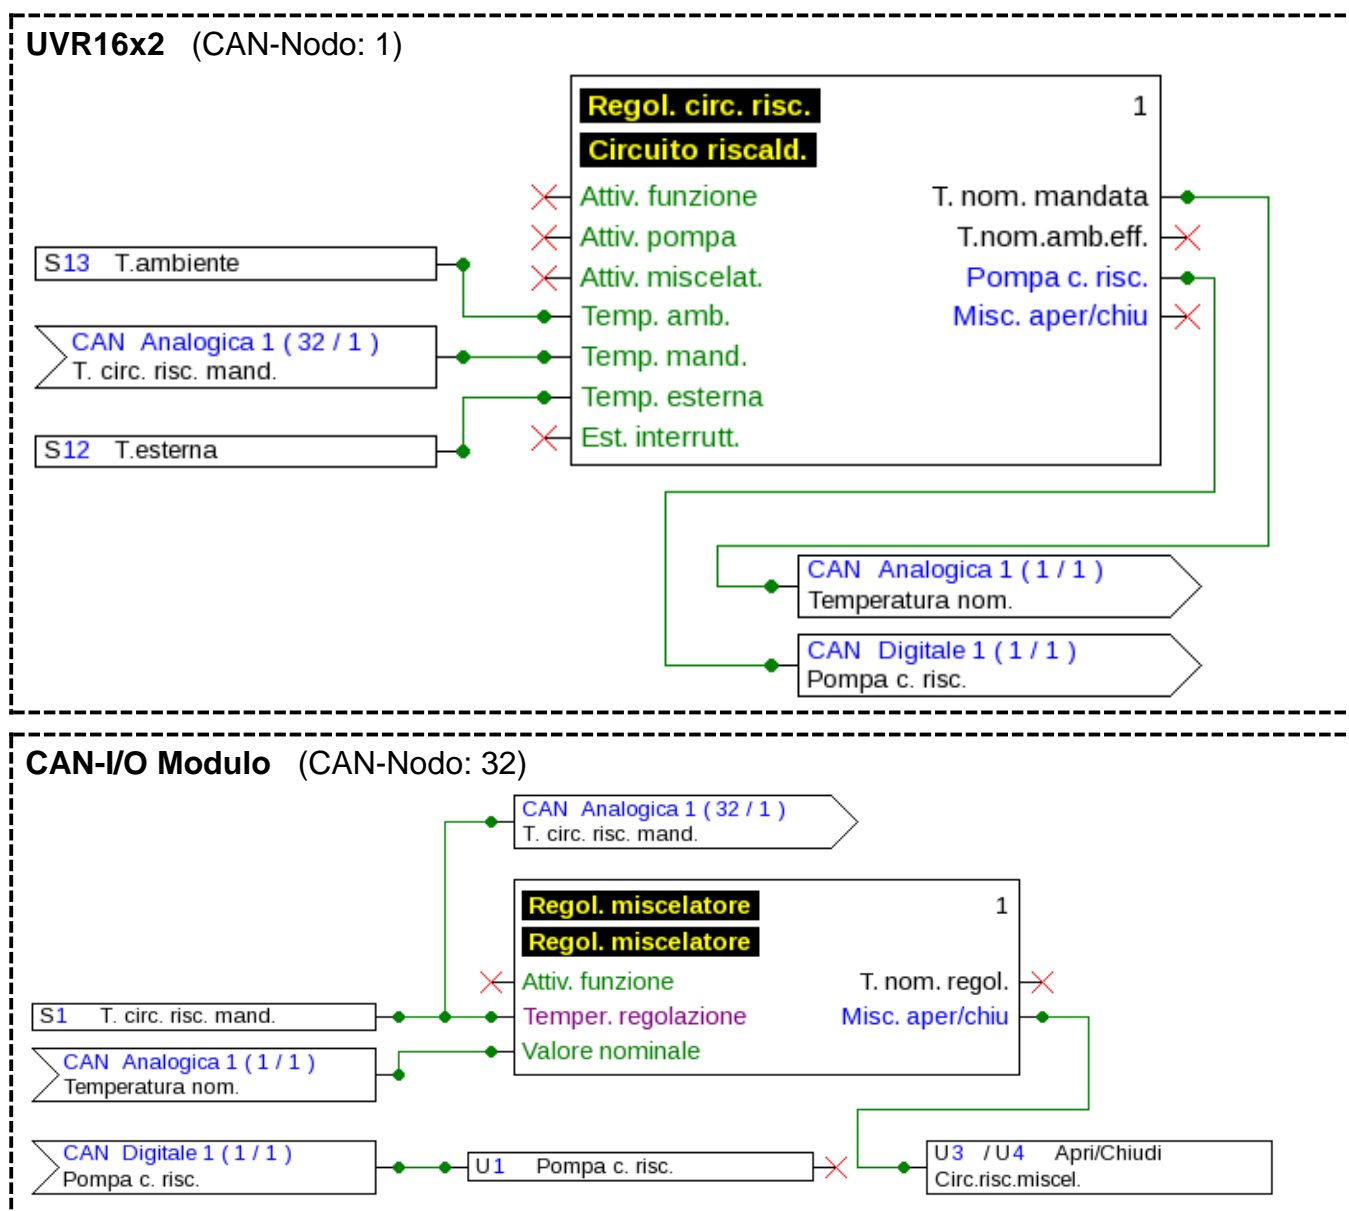 UVR16x2 (CAN-Nodo: 1)
Regol. circ. risc. 1
Circuito riscald.
Attiv. funzione T. nom. mandata
Attiv. pompa T.nom.amb.eff.
S13 T.ambiente
Attiv. miscelat. Pompa c. risc.
Temp. amb. Misc. aper/chiu
CAN Analogica 1 ( 32 / 1 )
T. circ. risc. mand.
Temp. mand.
Temp. esterna
S12 T.esterna
Est. interrutt.
CAN Analogica 1 ( 1 / 1 )
Temperatura nom.
CAN Digitale 1 ( 1 / 1 )
Pompa c. risc.
CAN-I/O Modulo (CAN-Nodo: 32)
CAN Analogica 1 ( 32 / 1 )
T. circ. risc. mand.
Regol. miscelatore 1
Regol. miscelatore
Attiv. funzione T. nom. regol.
S1 T. circ. risc. mand.
Temper. regolazione Misc. aper/chiu
Valore nominale
CAN Analogica 1 ( 1 / 1 )
Temperatura nom.
CAN Digitale 1 ( 1 / 1 )
Pompa c. risc.
U1 Pompa c. risc.
U3 / U4 Apri/Chiudi
Circ.risc.miscel.